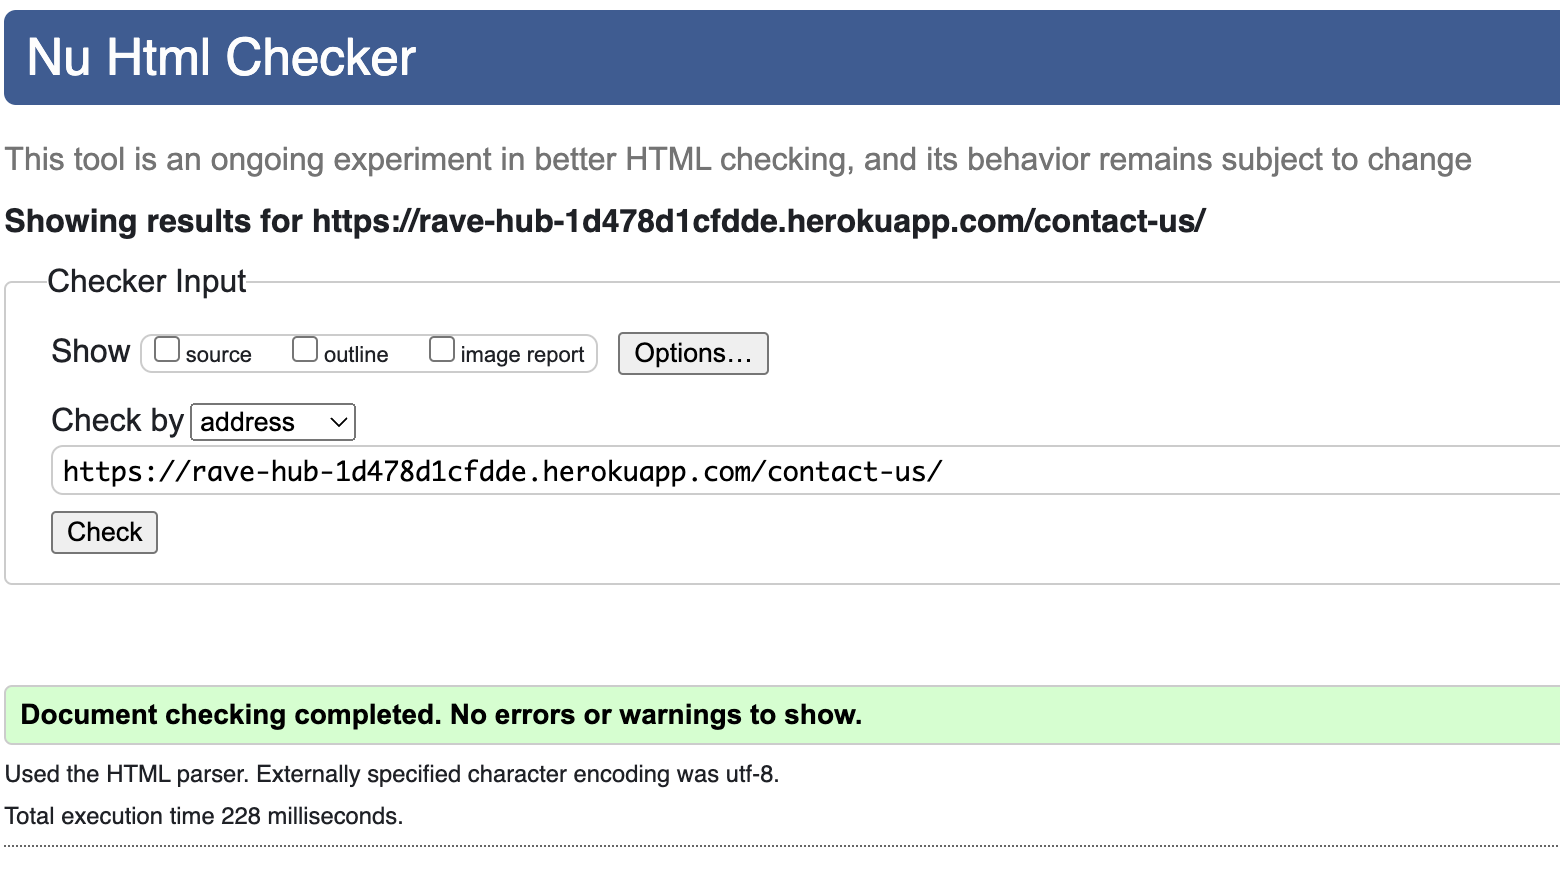 Nu Html Checker
This tool is an ongoing experiment in better HTML checking, and its behavior remains subject to change
Showing results for https://rave-hub-1d478d1cfdde.herokuapp.com/contact-us/
Checker Input
Show source outline image report Options…
Check by address
https://rave-hub-1d478d1cfdde.herokuapp.com/contact-us/
Check
Document checking completed. No errors or warnings to show.
Used the HTML parser. Externally specified character encoding was utf-8.
Total execution time 228 milliseconds.